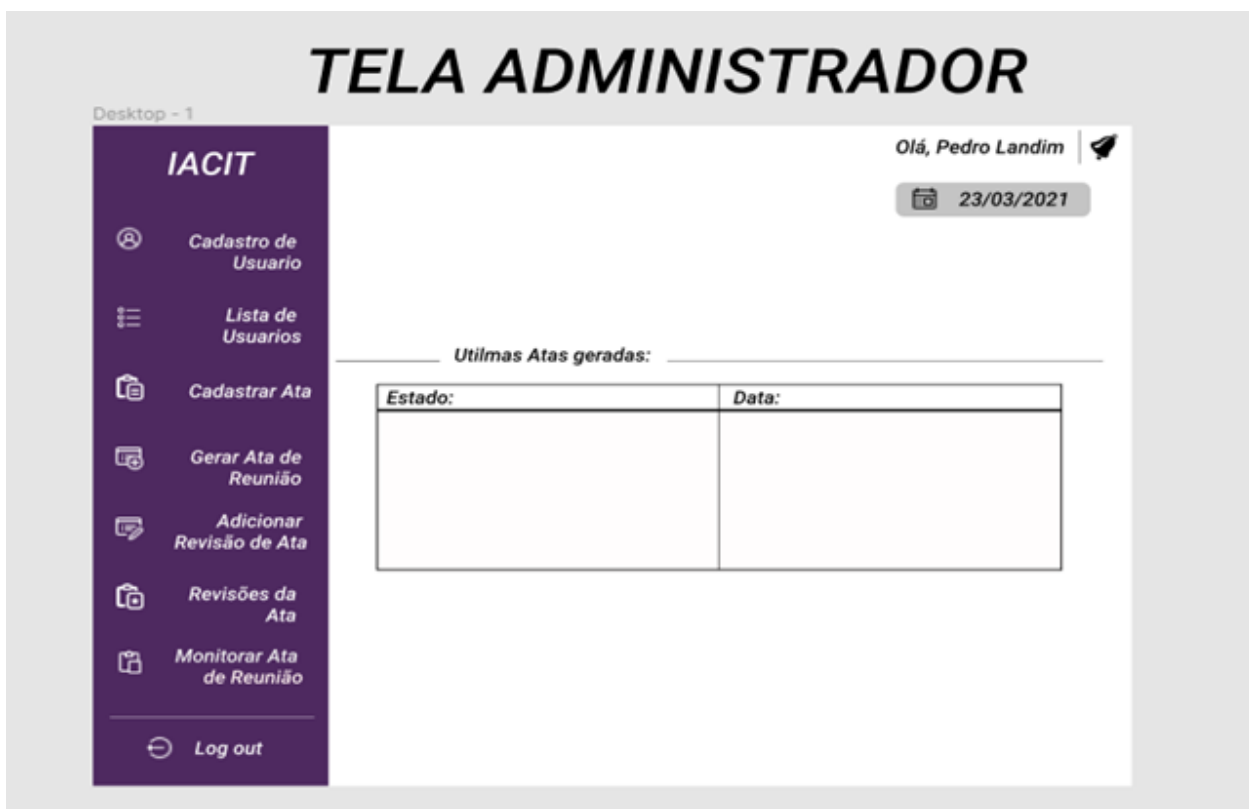 TELA ADMINISTRADOR
Desktop - 1
IACIT
Olá, Pedro Landim
23/03/2021
Cadastro de
Usuario
Lista de
Usuarios
Cadastrar Ata
Gerar Ata de
Reunião
Adicionar
Revisão de Ata
Revisões da
Ata
Monitorar Ata
de Reunião
Log out
Utilmas Atas geradas:
Estado:
Data: